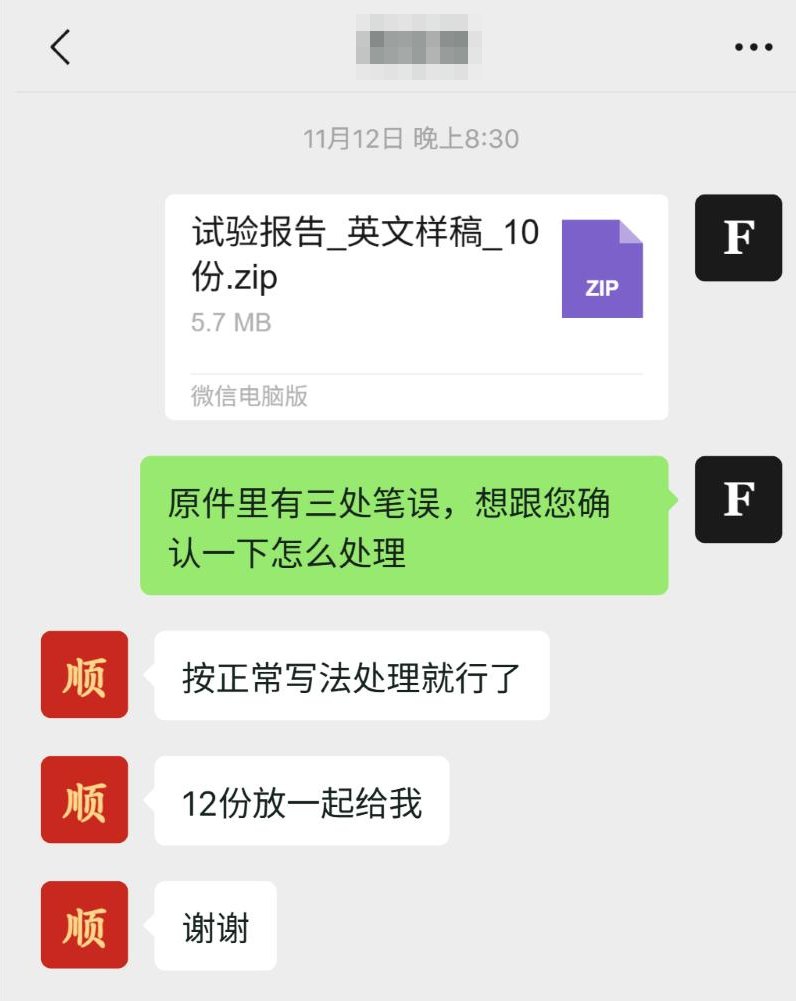 11月12日 晚上8:30
试验报告_英文样稿_10
份.zip
ZIP
5.7 MB
微信电脑版
F
原件里有三处笔误，想跟您确
认一下怎么处理
F
顺
按正常写法处理就行了
顺
12份放一起给我
顺
谢谢